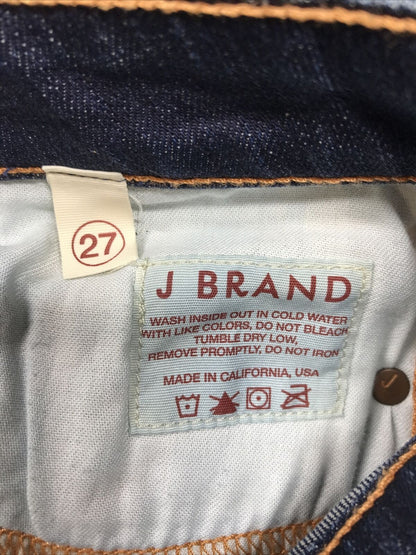 27
J BRAND
WASH INSIDE OUT IN COLD WATER
WITH LIKE COLORS, DO NOT BLEACH
TUMBLE DRY LOW,
REMOVE PROMPTLY, DO NOT IRON
MADE IN CALIFORNIA, USA
J